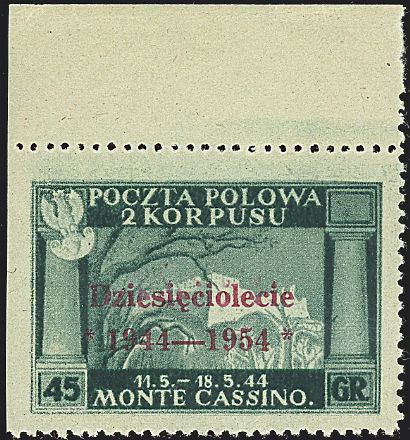 POCZTA POLOWA
2 KORPUSU
Dziesięciolecie
* 1944—1954 *
45 GR
11.5.—18.5.44
MONTE CASSINO.